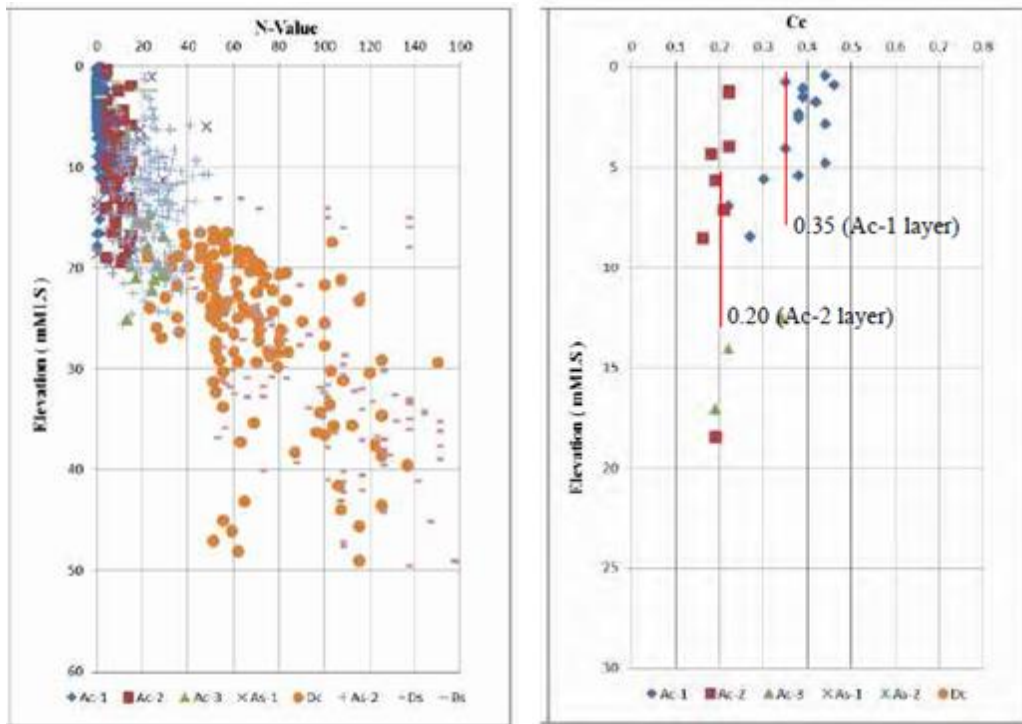 N-Value
0 20 40 60 80 100 120 140 160
0
10
20
30
40
50
60
Elevation ( mMLS )
Ac-1 Ac-2 Ac-3 As-1 Dc As-2 Ds Bs
Cc
0 0.1 0.2 0.3 0.4 0.5 0.6 0.7 0.8
0
5
10
15
20
25
30
Elevation ( mMLS )
0.35 (Ac-1 layer)
0.20 (Ac-2 layer)
Ac-1 Ac-2 Ac-3 As-1 As-2 Dc